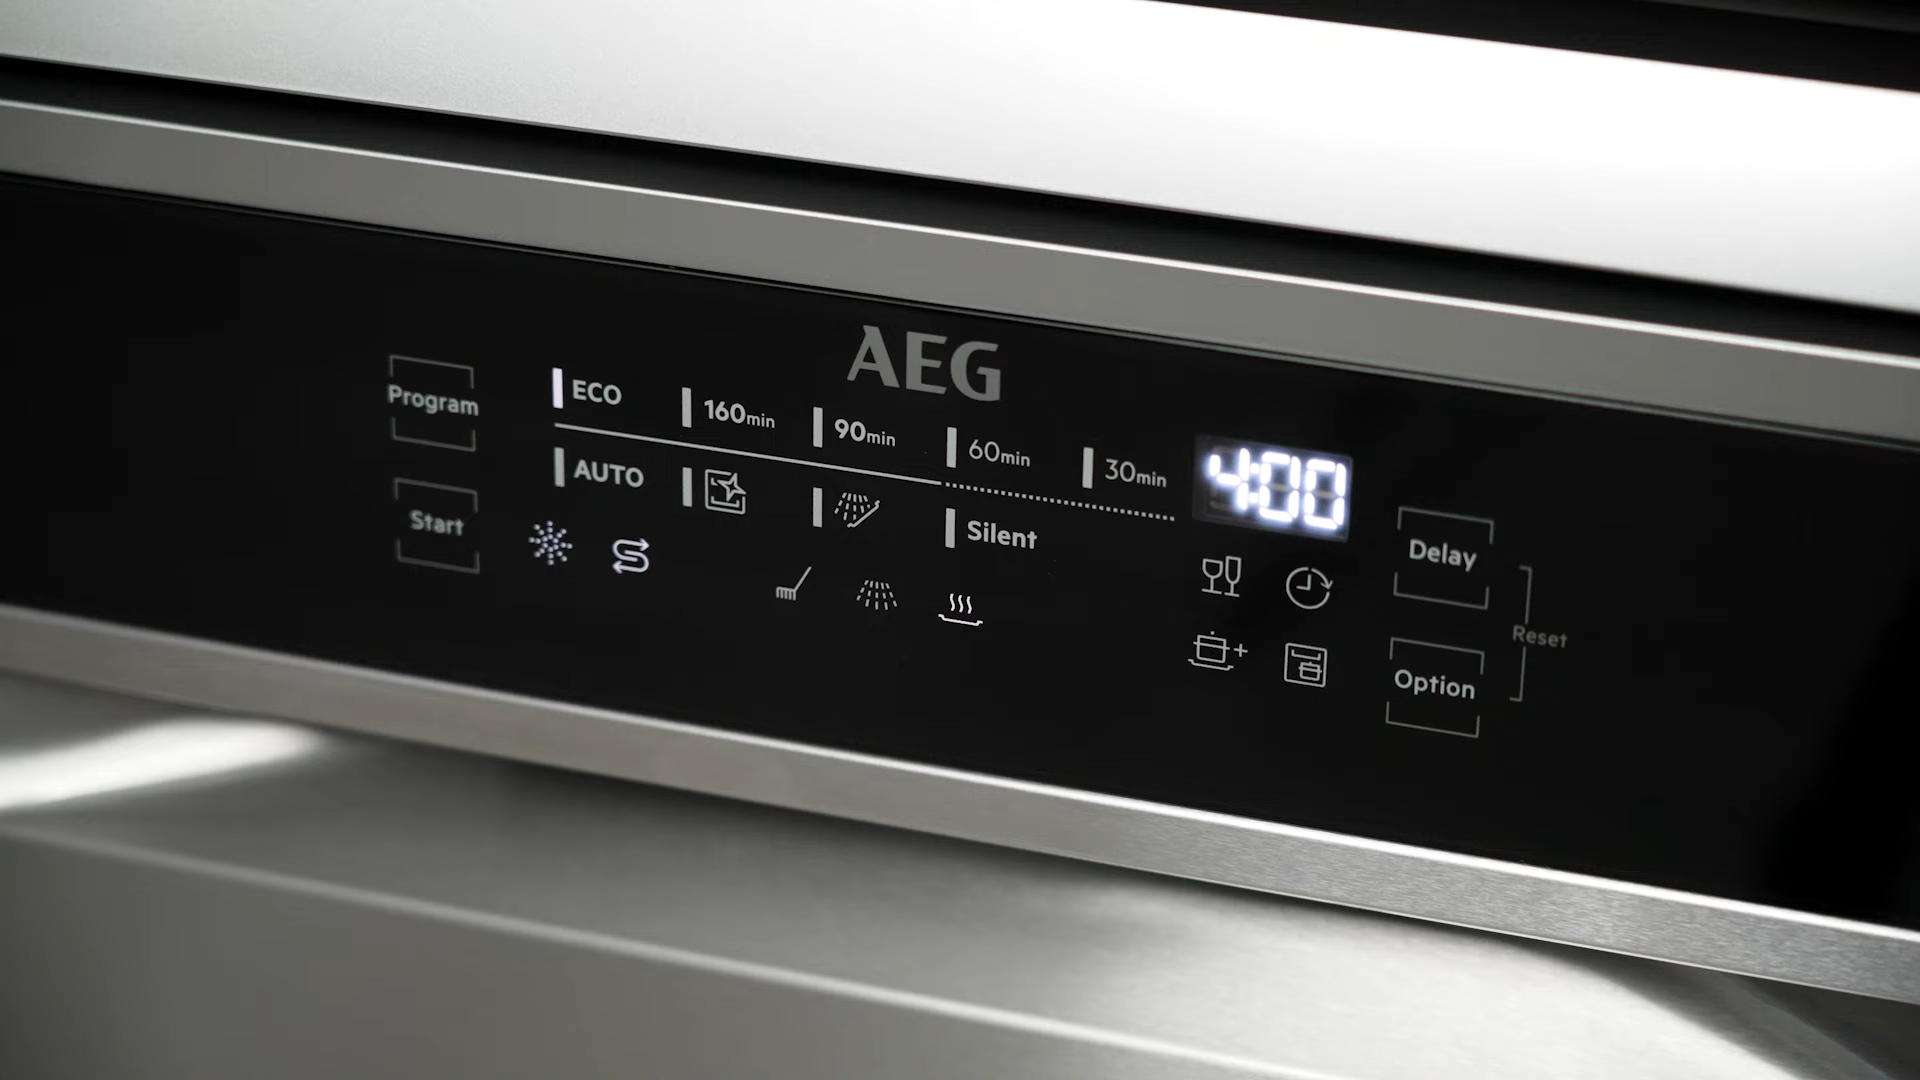 AEG
Program
ECO 160min 90min 60min 30min
4:00
AUTO
Silent
Start
Delay
Reset
Option